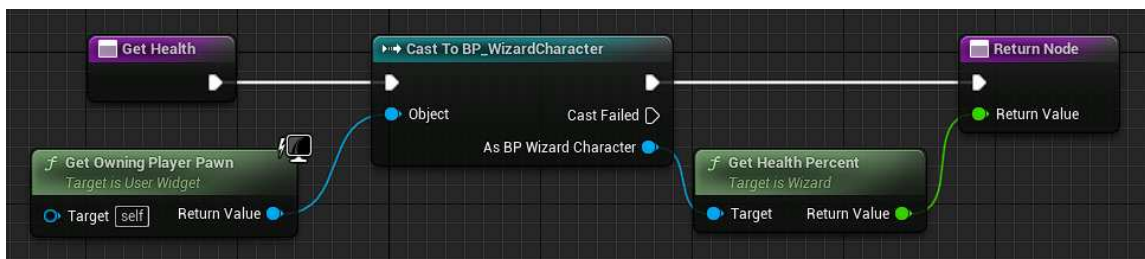 Get Health
Cast To BP_WizardCharacter
Return Node
Object
Cast Failed
Return Value
As BP Wizard Character
f Get Owning Player Pawn
Target is User Widget
Target self Return Value
f Get Health Percent
Target is Wizard
Target Return Value